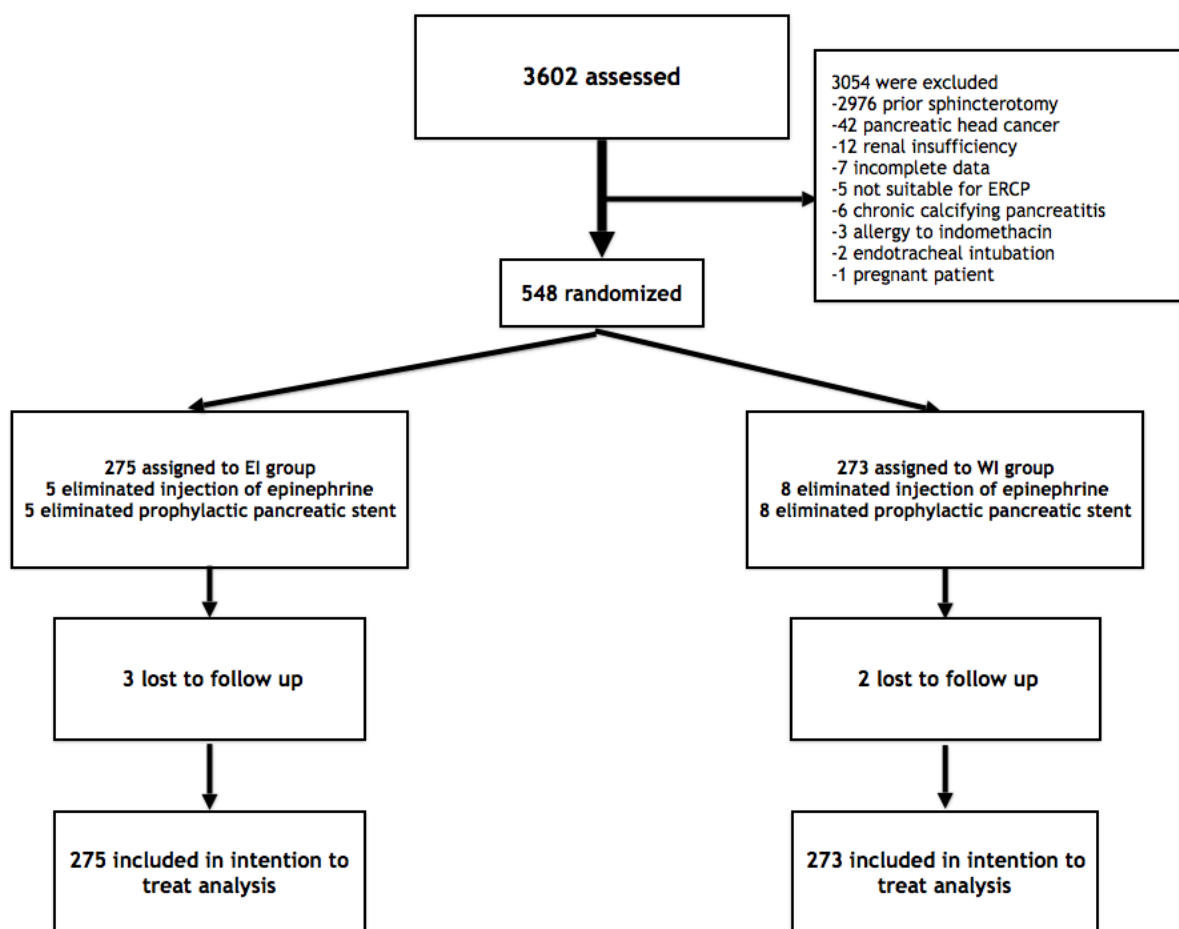 3602 assessed
3054 were excluded
-2976 prior sphincterotomy
-42 pancreatic head cancer
-12 renal insufficiency
-7 incomplete data
-5 not suitable for ERCP
-6 chronic calcifying pancreatitis
-3 allergy to indomethacin
-2 endotracheal intubation
-1 pregnant patient
548 randomized
275 assigned to EI group
5 eliminated injection of epinephrine
5 eliminated prophylactic pancreatic stent
273 assigned to WI group
8 eliminated injection of epinephrine
8 eliminated prophylactic pancreatic stent
3 lost to follow up
2 lost to follow up
275 included in intention to
treat analysis
273 included in intention to
treat analysis